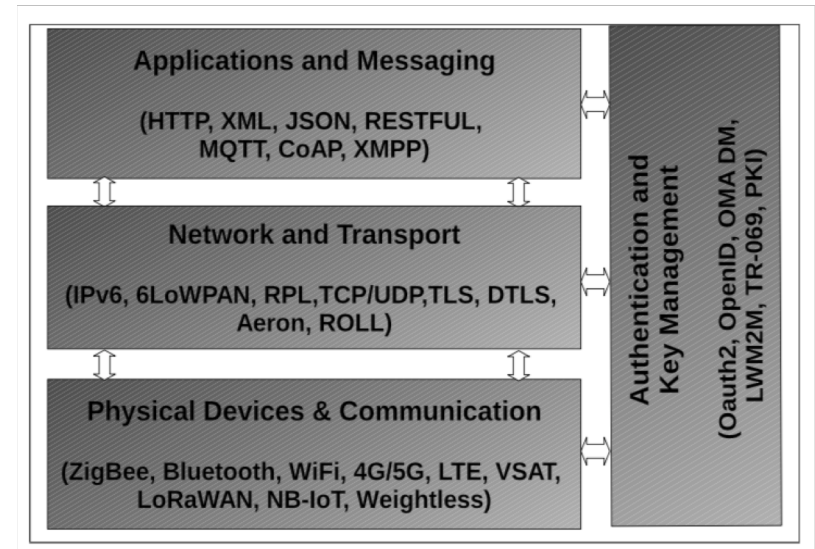 Applications and Messaging
(HTTP, XML, JSON, RESTFUL,
MQTT, CoAP, XMPP)
Network and Transport
(IPv6, 6LoWPAN, RPL,TCP/UDP,TLS, DTLS,
Aeron, ROLL)
Physical Devices & Communication
(ZigBee, Bluetooth, WiFi, 4G/5G, LTE, VSAT,
LoRaWAN, NB-IoT, Weightless)
Authentication and
Key Management
(Oauth2, OpenID, OMA DM,
LWM2M, TR-069, PKI)